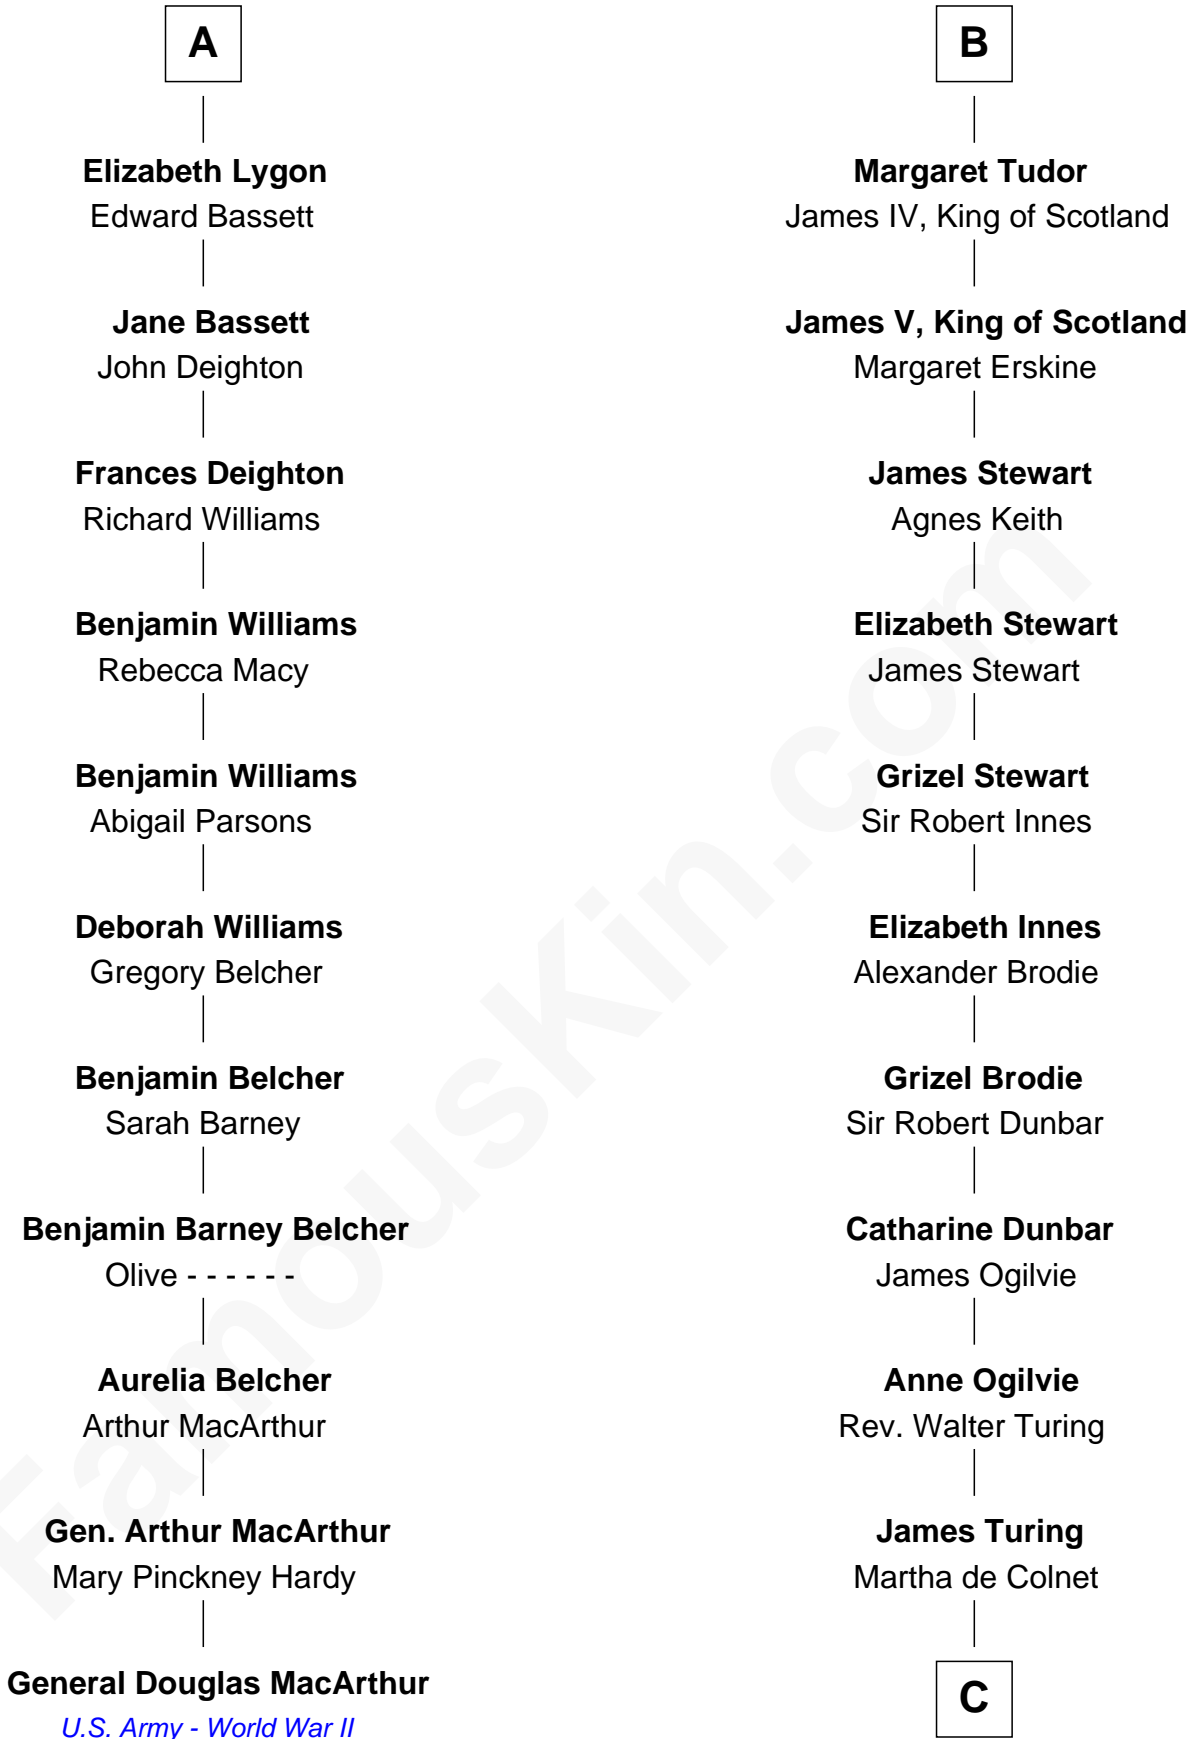 A
Elizabeth Lygon
Edward Bassett
Jane Bassett
John Deighton
Frances Deighton
Richard Williams
Benjamin Williams
Rebecca Macy
Benjamin Williams
Abigail Parsons
Deborah Williams
Gregory Belcher
Benjamin Belcher
Sarah Barney
Benjamin Barney Belcher
Olive - - - - - -
Aurelia Belcher
Arthur MacArthur
Gen. Arthur MacArthur
Mary Pinckney Hardy
General Douglas MacArthur
U.S. Army - World War II
B
Margaret Tudor
James IV, King of Scotland
James V, King of Scotland
Margaret Erskine
James Stewart
Agnes Keith
Elizabeth Stewart
James Stewart
Grizel Stewart
Sir Robert Innes
Elizabeth Innes
Alexander Brodie
Grizel Brodie
Sir Robert Dunbar
Catharine Dunbar
James Ogilvie
Anne Ogilvie
Rev. Walter Turing
James Turing
Martha de Colnet
C
FamousKin.com